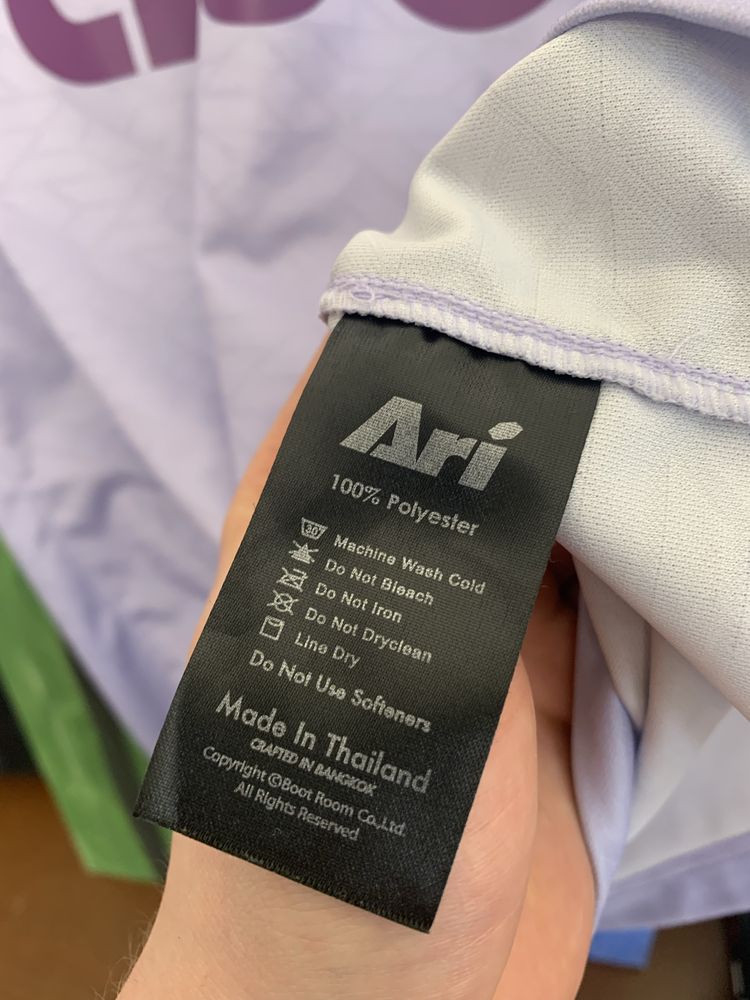 Ari
100% Polyester
30°
Machine Wash Cold
Do Not Bleach
Do Not Iron
Do Not Dryclean
Line Dry
Do Not Use Softeners
Made In Thailand
CRAFTED IN BANGKOK
Copyright ©Boot Room Co.,Ltd.
All Rights Reserved